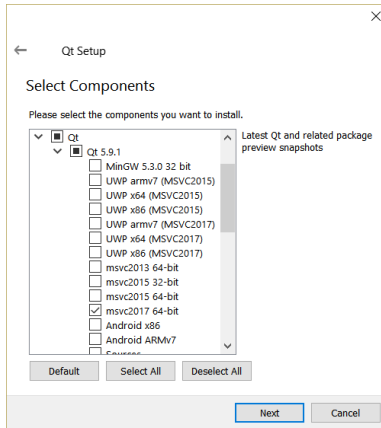 Qt Setup
Select Components
Please select the components you want to install.
Qt
Qt 5.9.1
MinGW 5.3.0 32 bit
UWP armv7 (MSVC2015)
UWP x64 (MSVC2015)
UWP x86 (MSVC2015)
UWP armv7 (MSVC2017)
UWP x64 (MSVC2017)
UWP x86 (MSVC2017)
msvc2013 64-bit
msvc2015 32-bit
msvc2015 64-bit
msvc2017 64-bit
Android x86
Android ARMv7
Sources
Latest Qt and related package
preview snapshots
Default Select All Deselect All
Next Cancel